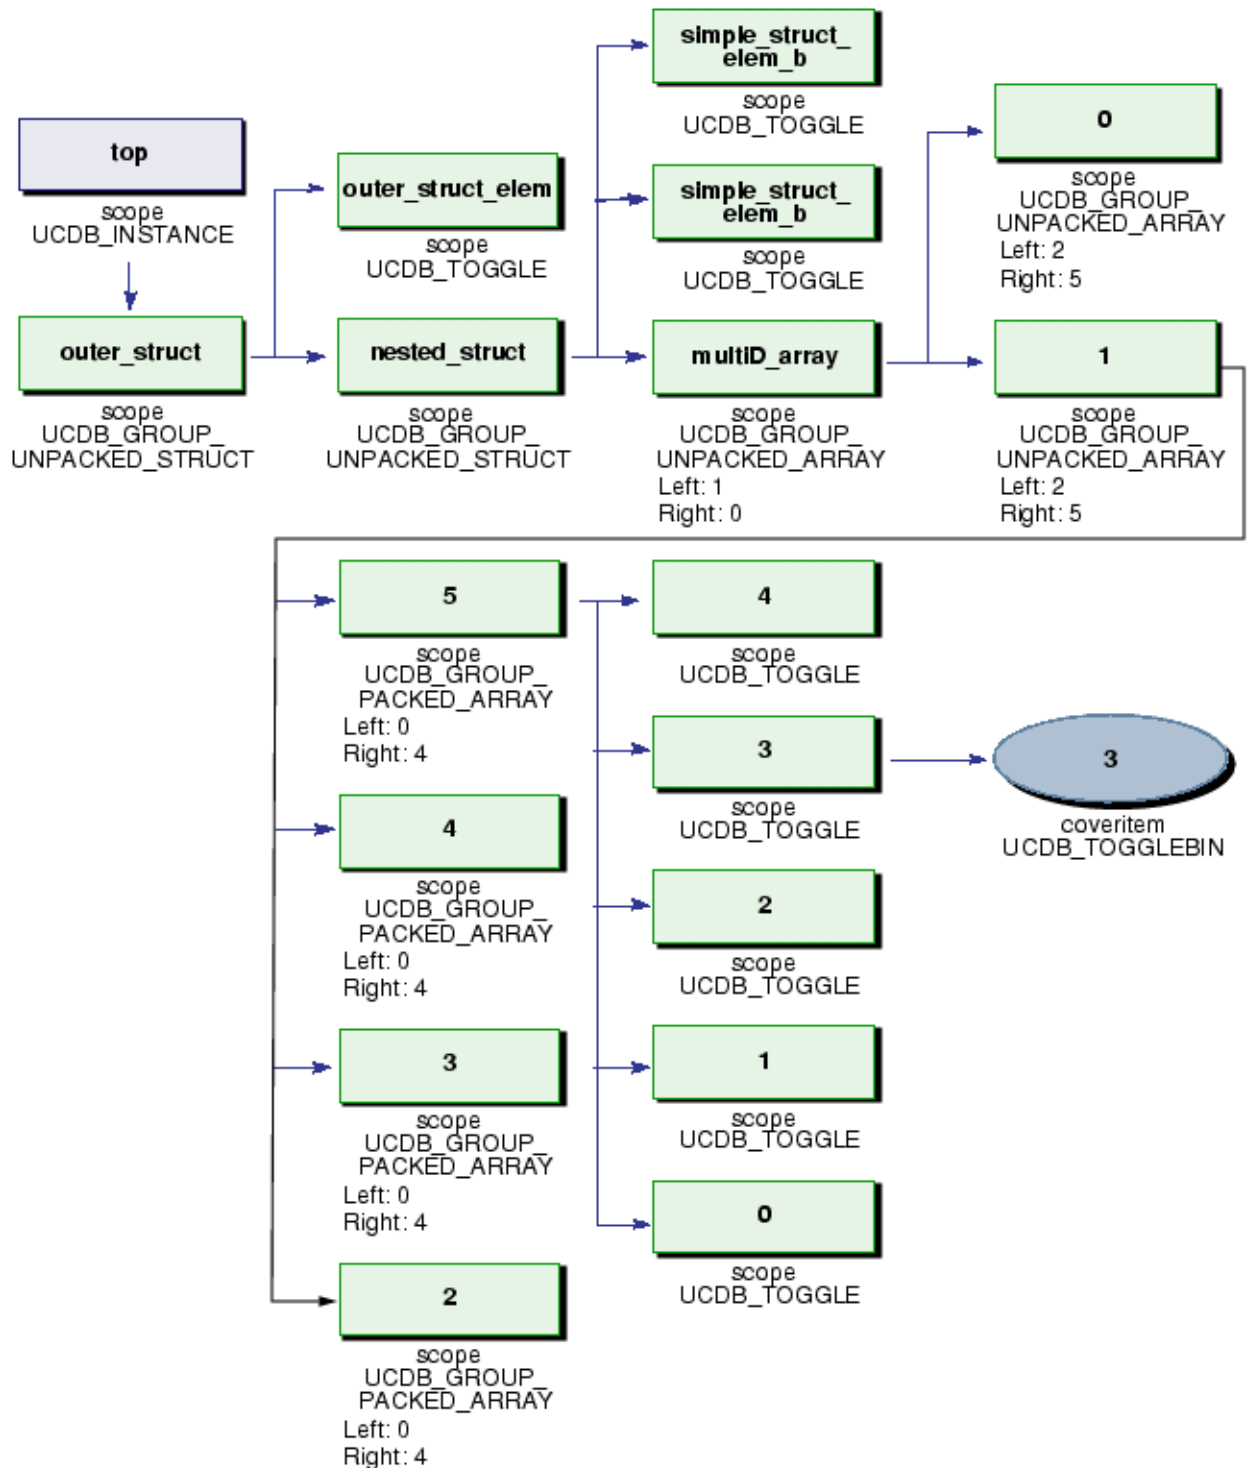 top
scope
UCDB_INSTANCE
outer_struct
scope
UCDB_GROUP_
UNPACKED_STRUCT
outer_struct_elem
scope
UCDB_TOGGLE
nested_struct
scope
UCDB_GROUP_
UNPACKED_STRUCT
simple_struct_
elem_b
scope
UCDB_TOGGLE
simple_struct_
elem_b
scope
UCDB_TOGGLE
multiD_array
scope
UCDB_GROUP_
UNPACKED_ARRAY
Left: 1
Right: 0
0
scope
UCDB_GROUP_
UNPACKED_ARRAY
Left: 2
Right: 5
1
scope
UCDB_GROUP_
UNPACKED_ARRAY
Left: 2
Right: 5
5
scope
UCDB_GROUP_
PACKED_ARRAY
Left: 0
Right: 4
4
scope
UCDB_GROUP_
PACKED_ARRAY
Left: 0
Right: 4
3
scope
UCDB_GROUP_
PACKED_ARRAY
Left: 0
Right: 4
2
scope
UCDB_GROUP_
PACKED_ARRAY
Left: 0
Right: 4
4
scope
UCDB_TOGGLE
3
scope
UCDB_TOGGLE
2
scope
UCDB_TOGGLE
1
scope
UCDB_TOGGLE
0
scope
UCDB_TOGGLE
3
coveritem
UCDB_TOGGLEBIN